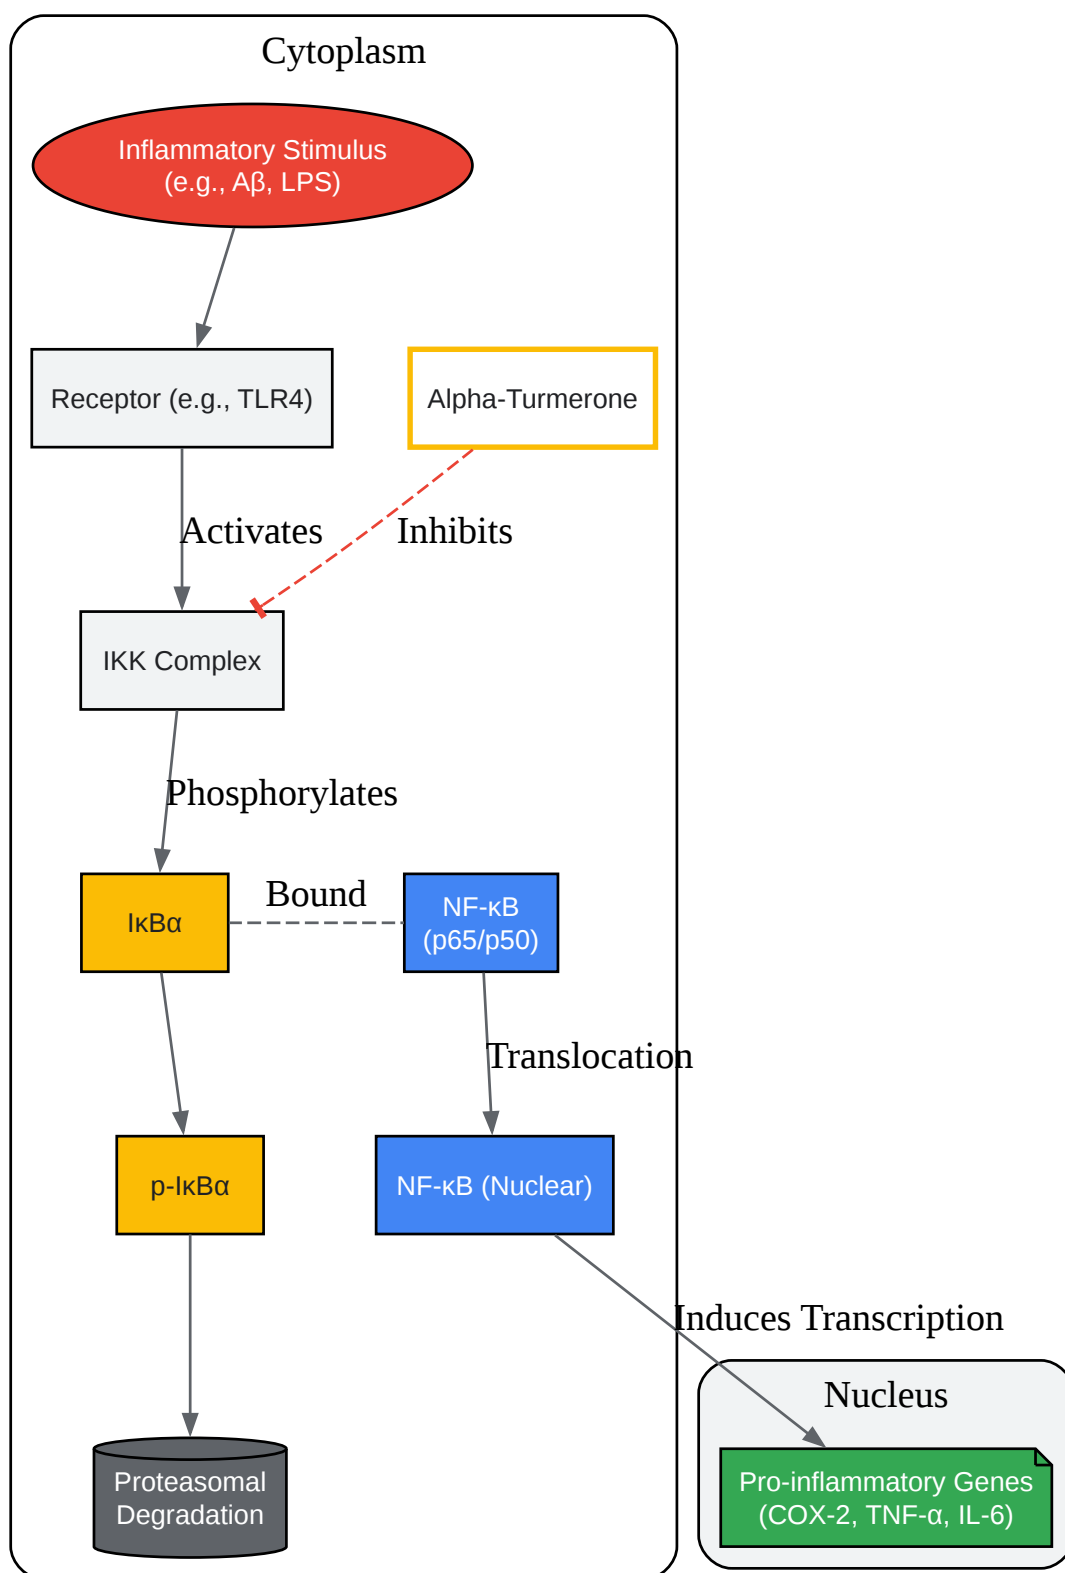 Cytoplasm
Inflammatory Stimulus
(e.g., Aβ, LPS)
Receptor (e.g., TLR4)
Alpha-Turmerone
Activates
Inhibits
IKK Complex
Phosphorylates
IκBα
Bound
NF-κB
(p65/p50)
Translocation
p-IκBα
NF-κB (Nuclear)
Induces Transcription
Nucleus
Proteasomal
Degradation
Pro-inflammatory Genes
(COX-2, TNF-α, IL-6)